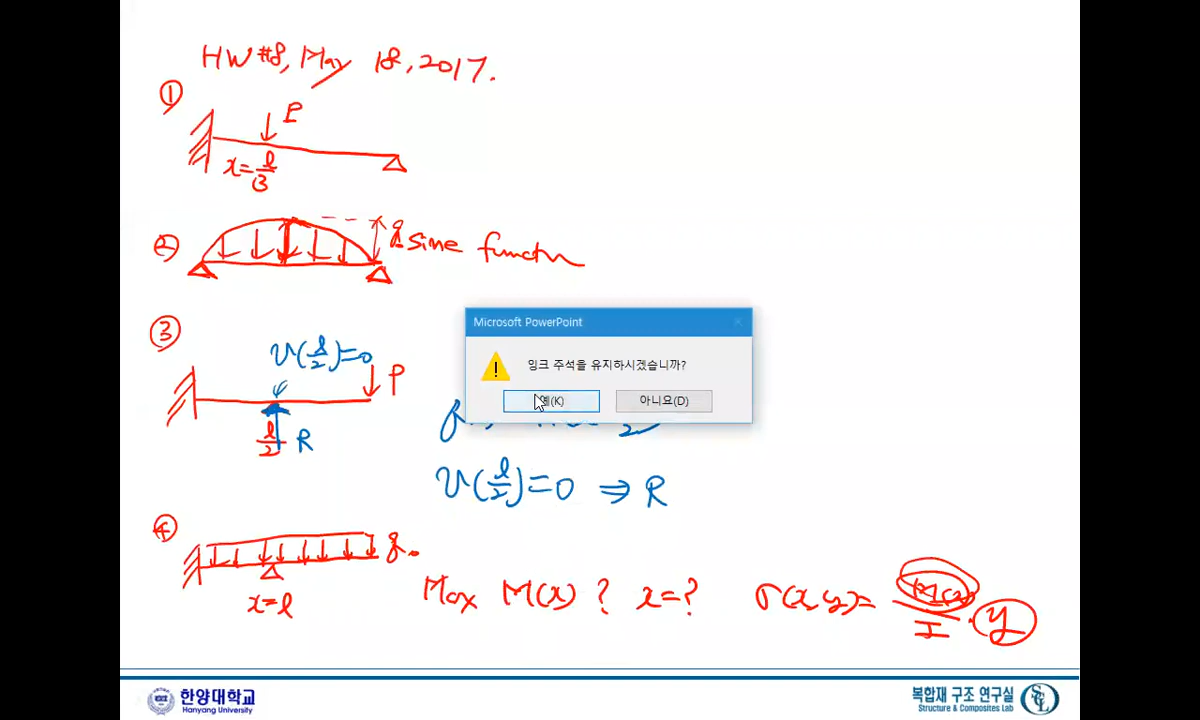 HW #8, May 18, 2017.
①
P
x=l/3
②
q. sine functn
③
v(l/2)=0
P
l/2
R
v(l/2)=0 ⇒ R
④
q.
x=l
Max M(x) ? x=?
σ(x,y)= M(x)/I · y
Microsoft PowerPoint
잉크 주석을 유지하시겠습니까?
예(K)
아니요(D)
한양대학교
Hanyang University
복합재 구조 연구실
Structure & Composites Lab